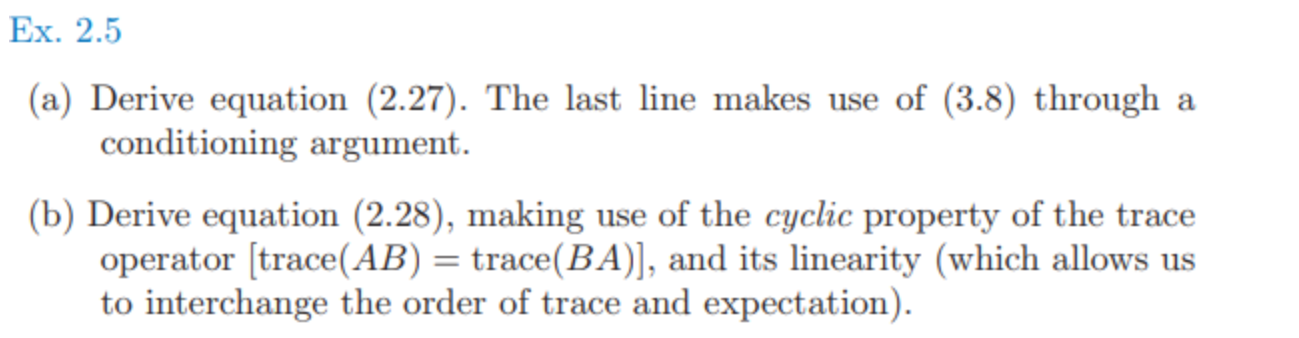 Ex. 2.5
(a) Derive equation (2.27). The last line makes use of (3.8) through a
conditioning argument.
(b) Derive equation (2.28), making use of the cyclic property of the trace
operator [trace(AB) = trace(BA)], and its linearity (which allows us
to interchange the order of trace and expectation).